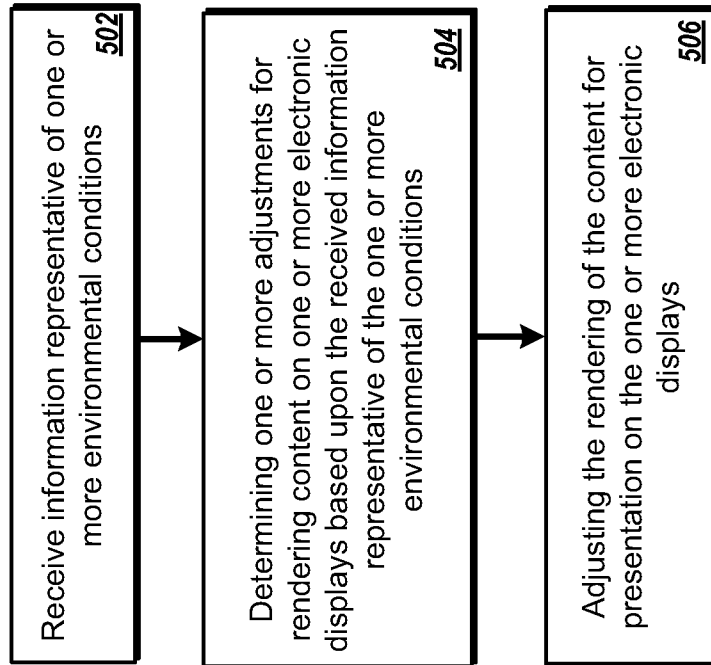 Receive information representative of one or
more environmental conditions
502
Determining one or more adjustments for
rendering content on one or more electronic
displays based upon the received information
representative of the one or more
environmental conditions
504
Adjusting the rendering of the content for
presentation on the one or more electronic
displays
506